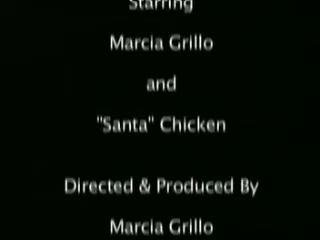 Starring
Marcia Grillo
and
"Santa" Chicken
Directed & Produced By
Marcia Grillo